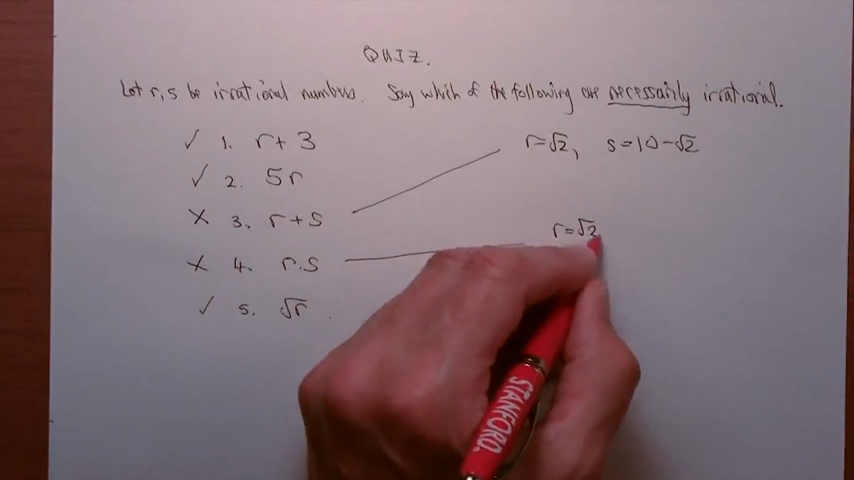 QUIZ.
Let r, s be irrational numbers. Say which of the following are necessarily irrational.
✓ 1. r + 3
✓ 2. 5r
✗ 3. r + s
r = √2, s = 10 - √2
✗ 4. r.s
r = √2
✓ 5. √r .
STANFORD